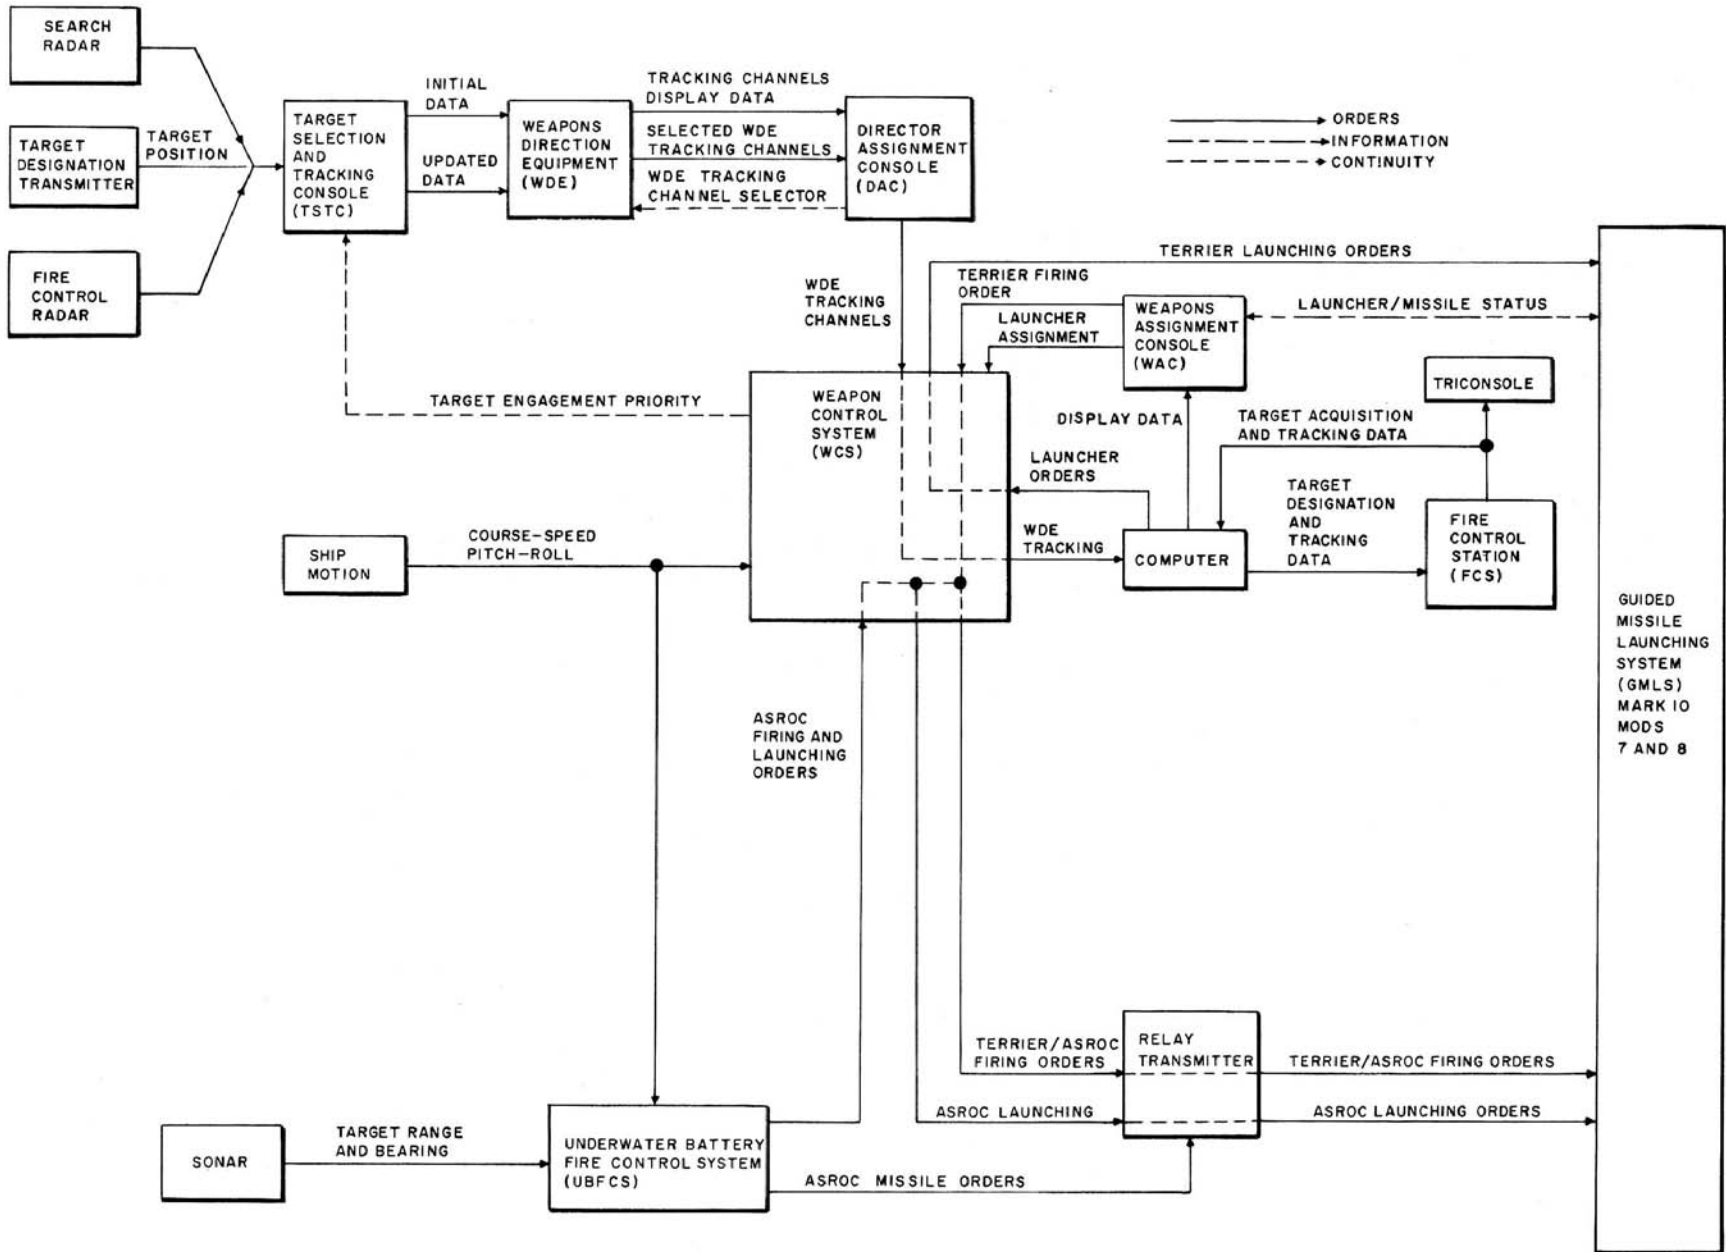 SEARCH
RADAR
TARGET
DESIGNATION
TRANSMITTER
TARGET
POSITION
FIRE
CONTROL
RADAR
TARGET
SELECTION
AND
TRACKING
CONSOLE
(TSTC)
INITIAL
DATA
UPDATED
DATA
WEAPONS
DIRECTION
EQUIPMENT
(WDE)
TRACKING CHANNELS
DISPLAY DATA
SELECTED WDE
TRACKING CHANNELS
WDE TRACKING
CHANNEL SELECTOR
DIRECTOR
ASSIGNMENT
CONSOLE
(DAC)
ORDERS
INFORMATION
CONTINUITY
WDE
TRACKING
CHANNELS
TERRIER LAUNCHING ORDERS
TERRIER FIRING
ORDER
LAUNCHER
ASSIGNMENT
WEAPONS
ASSIGNMENT
CONSOLE
(WAC)
LAUNCHER/MISSILE STATUS
TRICONSOLE
TARGET ENGAGEMENT PRIORITY
WEAPON
CONTROL
SYSTEM
(WCS)
DISPLAY DATA
TARGET ACQUISITION
AND TRACKING DATA
LAUNCHER
ORDERS
TARGET
DESIGNATION
AND
TRACKING
DATA
FIRE
CONTROL
STATION
(FCS)
WDE
TRACKING
COMPUTER
SHIP
MOTION
COURSE-SPEED
PITCH-ROLL
GUIDED
MISSILE
LAUNCHING
SYSTEM
(GMLS)
MARK 10
MODS
7 AND 8
ASROC
FIRING AND
LAUNCHING
ORDERS
TERRIER/ASROC
FIRING ORDERS
RELAY
TRANSMITTER
TERRIER/ASROC FIRING ORDERS
ASROC LAUNCHING
ASROC LAUNCHING ORDERS
SONAR
TARGET RANGE
AND BEARING
UNDERWATER BATTERY
FIRE CONTROL SYSTEM
(UBFCS)
ASROC MISSILE ORDERS